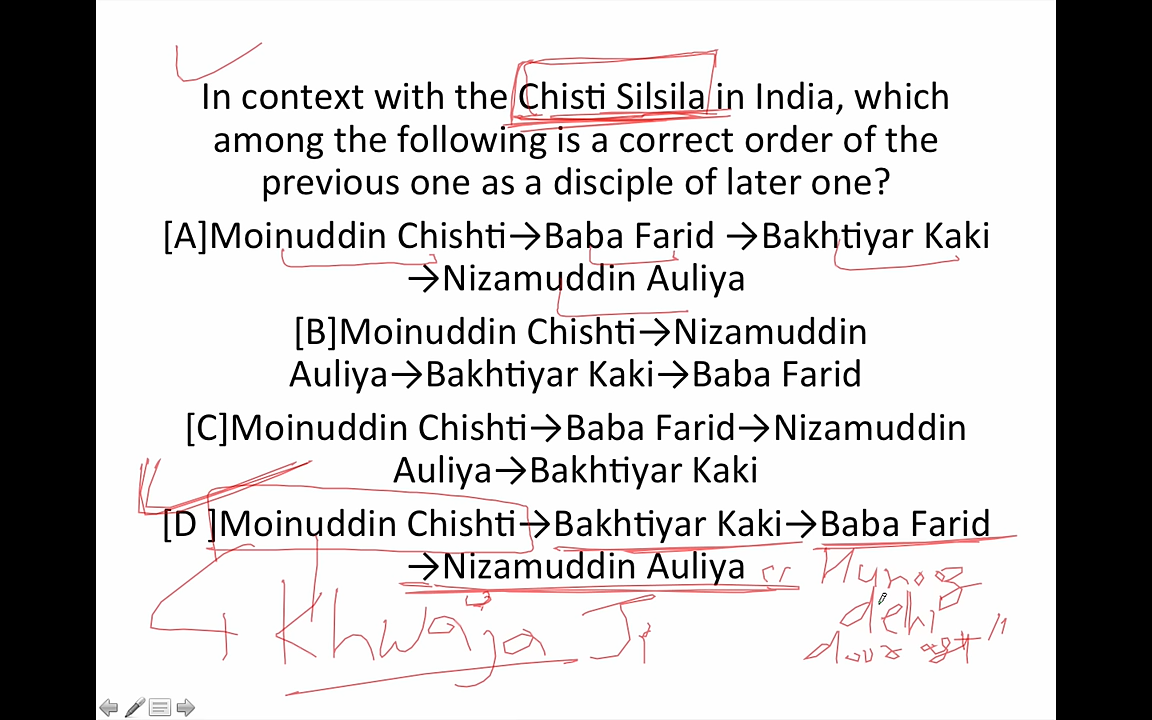 In context with the Chisti Silsila in India, which
among the following is a correct order of the
previous one as a disciple of later one?
[A]Moinuddin Chishti→Baba Farid →Bakhtiyar Kaki
→Nizamuddin Auliya
[B]Moinuddin Chishti→Nizamuddin
Auliya→Bakhtiyar Kaki→Baba Farid
[C]Moinuddin Chishti→Baba Farid→Nizamuddin
Auliya→Bakhtiyar Kaki
[D ]Moinuddin Chishti→Bakhtiyar Kaki→Baba Farid
→Nizamuddin Auliya
Khwaja Ji
"Hunoz
delhi
door ast"